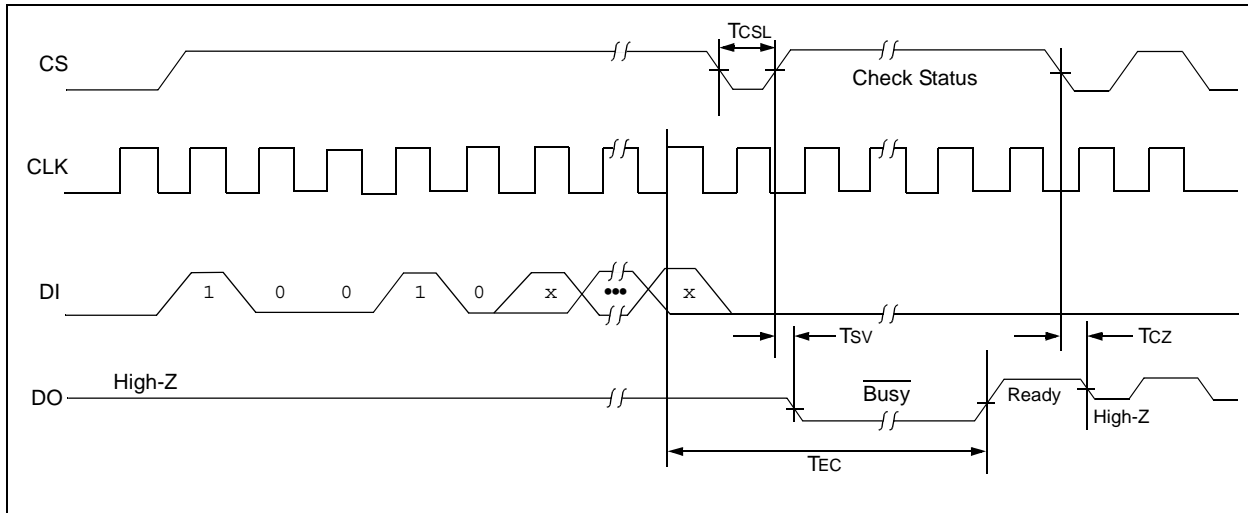 TCSL
CS
Check Status
CLK
DI
1 0 0 1 0 x ••• x
TSV
TCZ
High-Z
DO
Busy
Ready
High-Z
TEC